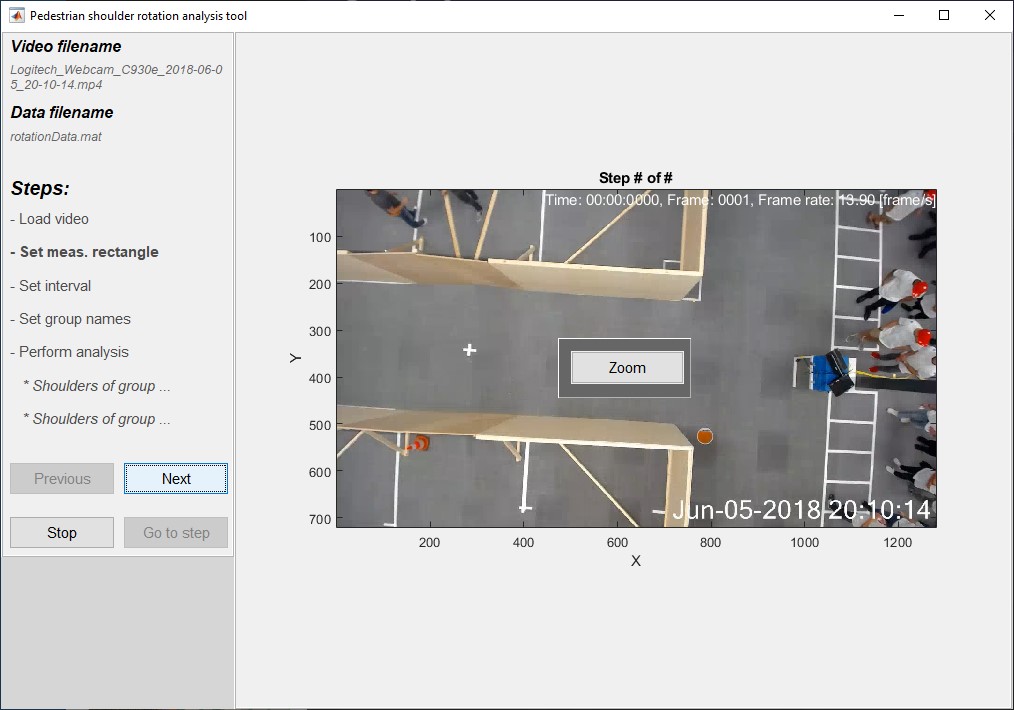 Pedestrian shoulder rotation analysis tool
Video filename
Logitech_Webcam_C930e_2018-06-0
5_20-10-14.mp4
Data filename
rotationData.mat
Steps:
- Load video
- Set meas. rectangle
- Set interval
- Set group names
- Perform analysis
* Shoulders of group ...
* Shoulders of group ...
Previous
Next
Stop
Go to step
Step # of #
Time: 00:00:0000, Frame: 0001, Frame rate: 13.90 [frame/s]
100
200
300
400
500
600
700
Y
Zoom
Jun-05-2018 20:10:14
200
400
600
800
1000
1200
X